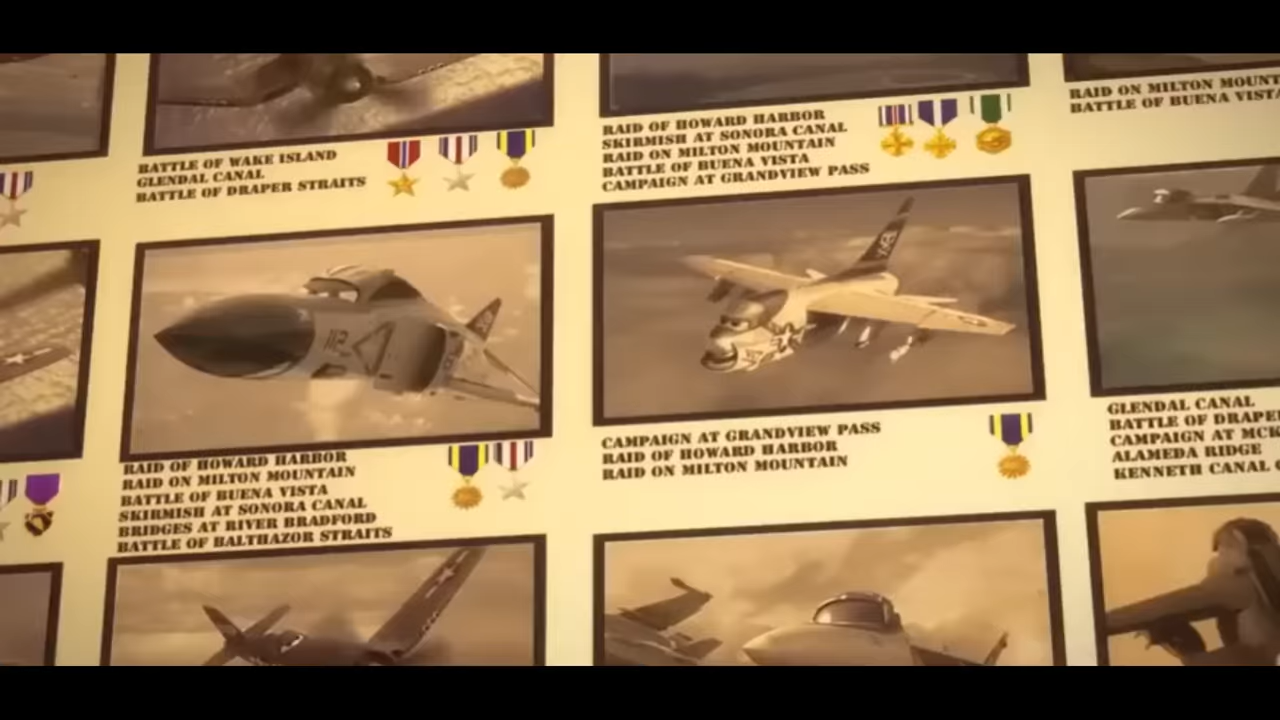 BATTLE OF WAKE ISLAND
GLENDAL CANAL
BATTLE OF DRAPER STRAITS
RAID OF HOWARD HARBOR
SKIRMISH AT SONORA CANAL
RAID ON MILTON MOUNTAIN
BATTLE OF BUENA VISTA
CAMPAIGN AT GRANDVIEW PASS
RAID ON MILTON MOUNT
BATTLE OF BUENA VISTA
RAID OF HOWARD HARBOR
RAID ON MILTON MOUNTAIN
BATTLE OF BUENA VISTA
SKIRMISH AT SONORA CANAL
BRIDGES AT RIVER BRADFORD
BATTLE OF BALTHAZOR STRAITS
CAMPAIGN AT GRANDVIEW PASS
RAID OF HOWARD HARBOR
RAID ON MILTON MOUNTAIN
GLENDAL CANAL
BATTLE OF DRAPE
CAMPAIGN AT MCK
ALAMEDA RIDGE
KENNETH CANAL